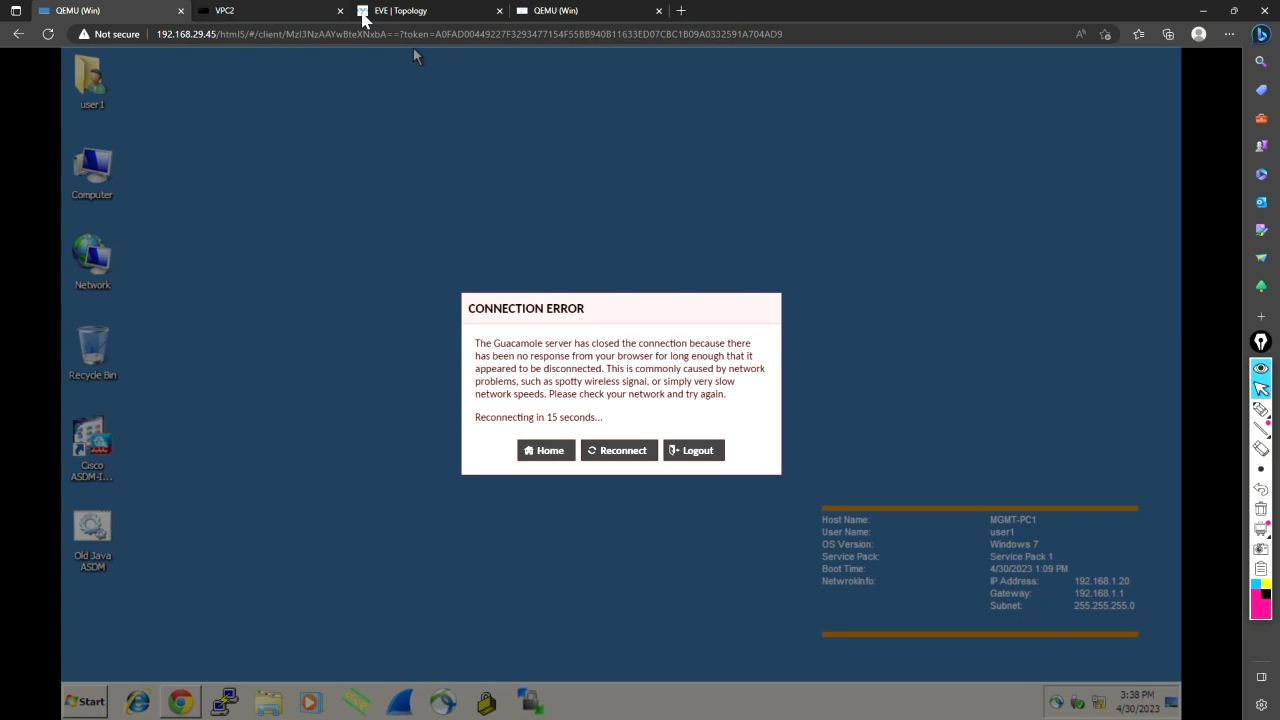 QEMU (Win)
VPC2
EVE | Topology
QEMU (Win)
Not secure
192.168.29.45/html5/#/client/MzI3NzAAYwBteXNxbA==?token=A0FAD00449227F3293477154F55BB940B11633ED07CBC1B09A0332591A704AD9
user1
Computer
Network
Recycle Bin
Cisco
ASDM-I...
Old Java
ASDM
CONNECTION ERROR
The Guacamole server has closed the connection because there
has been no response from your browser for long enough that it
appeared to be disconnected. This is commonly caused by network
problems, such as spotty wireless signal, or simply very slow
network speeds. Please check your network and try again.
Reconnecting in 15 seconds...
Home
Reconnect
Logout
Host Name: MGMT-PC1
User Name: user1
OS Version: Windows 7
Service Pack: Service Pack 1
Boot Time: 4/30/2023 1:09 PM
NetwrokInfo: IP Address: 192.168.1.20
Gateway: 192.168.1.1
Subnet: 255.255.255.0
Start
3:38 PM
4/30/2023